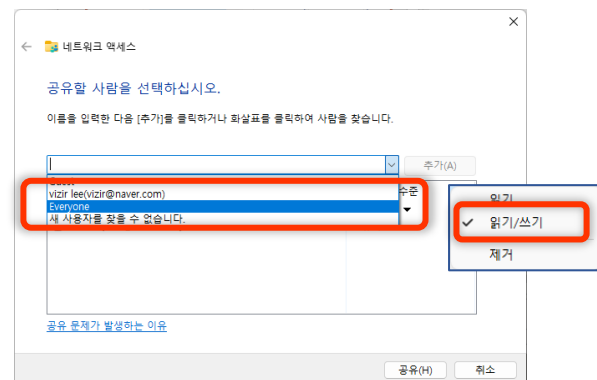 네트워크 액세스
공유할 사람을 선택하십시오.
이름을 입력한 다음 [추가]를 클릭하거나 화살표를 클릭하여 사람을 찾습니다.
추가(A)
수준
vizir lee(vizir@naver.com)
Everyone
새 사용자를 찾을 수 없습니다.
읽기
읽기/쓰기
제거
공유 문제가 발생하는 이유
공유(H)
취소